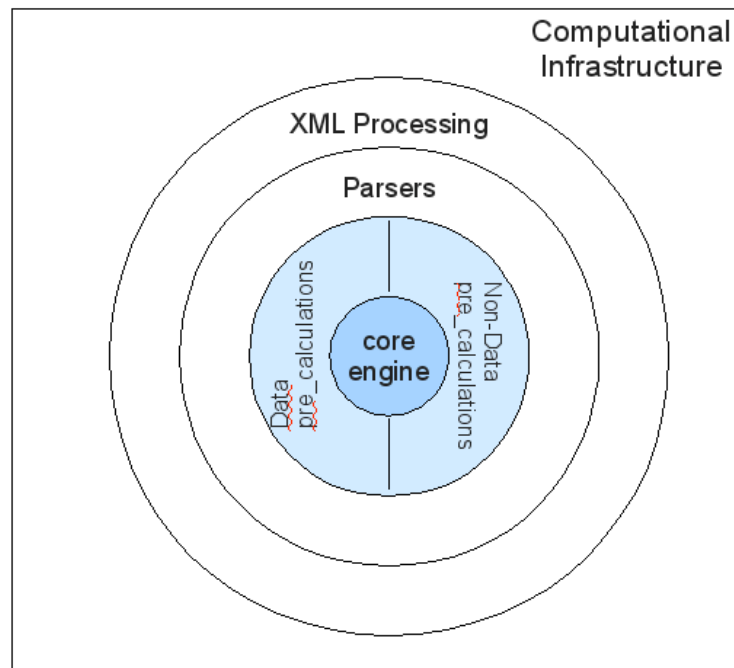 Computational
Infrastructure
XML Processing
Parsers
Data
pre_calculations
core
engine
Non-Data
pre_calculations